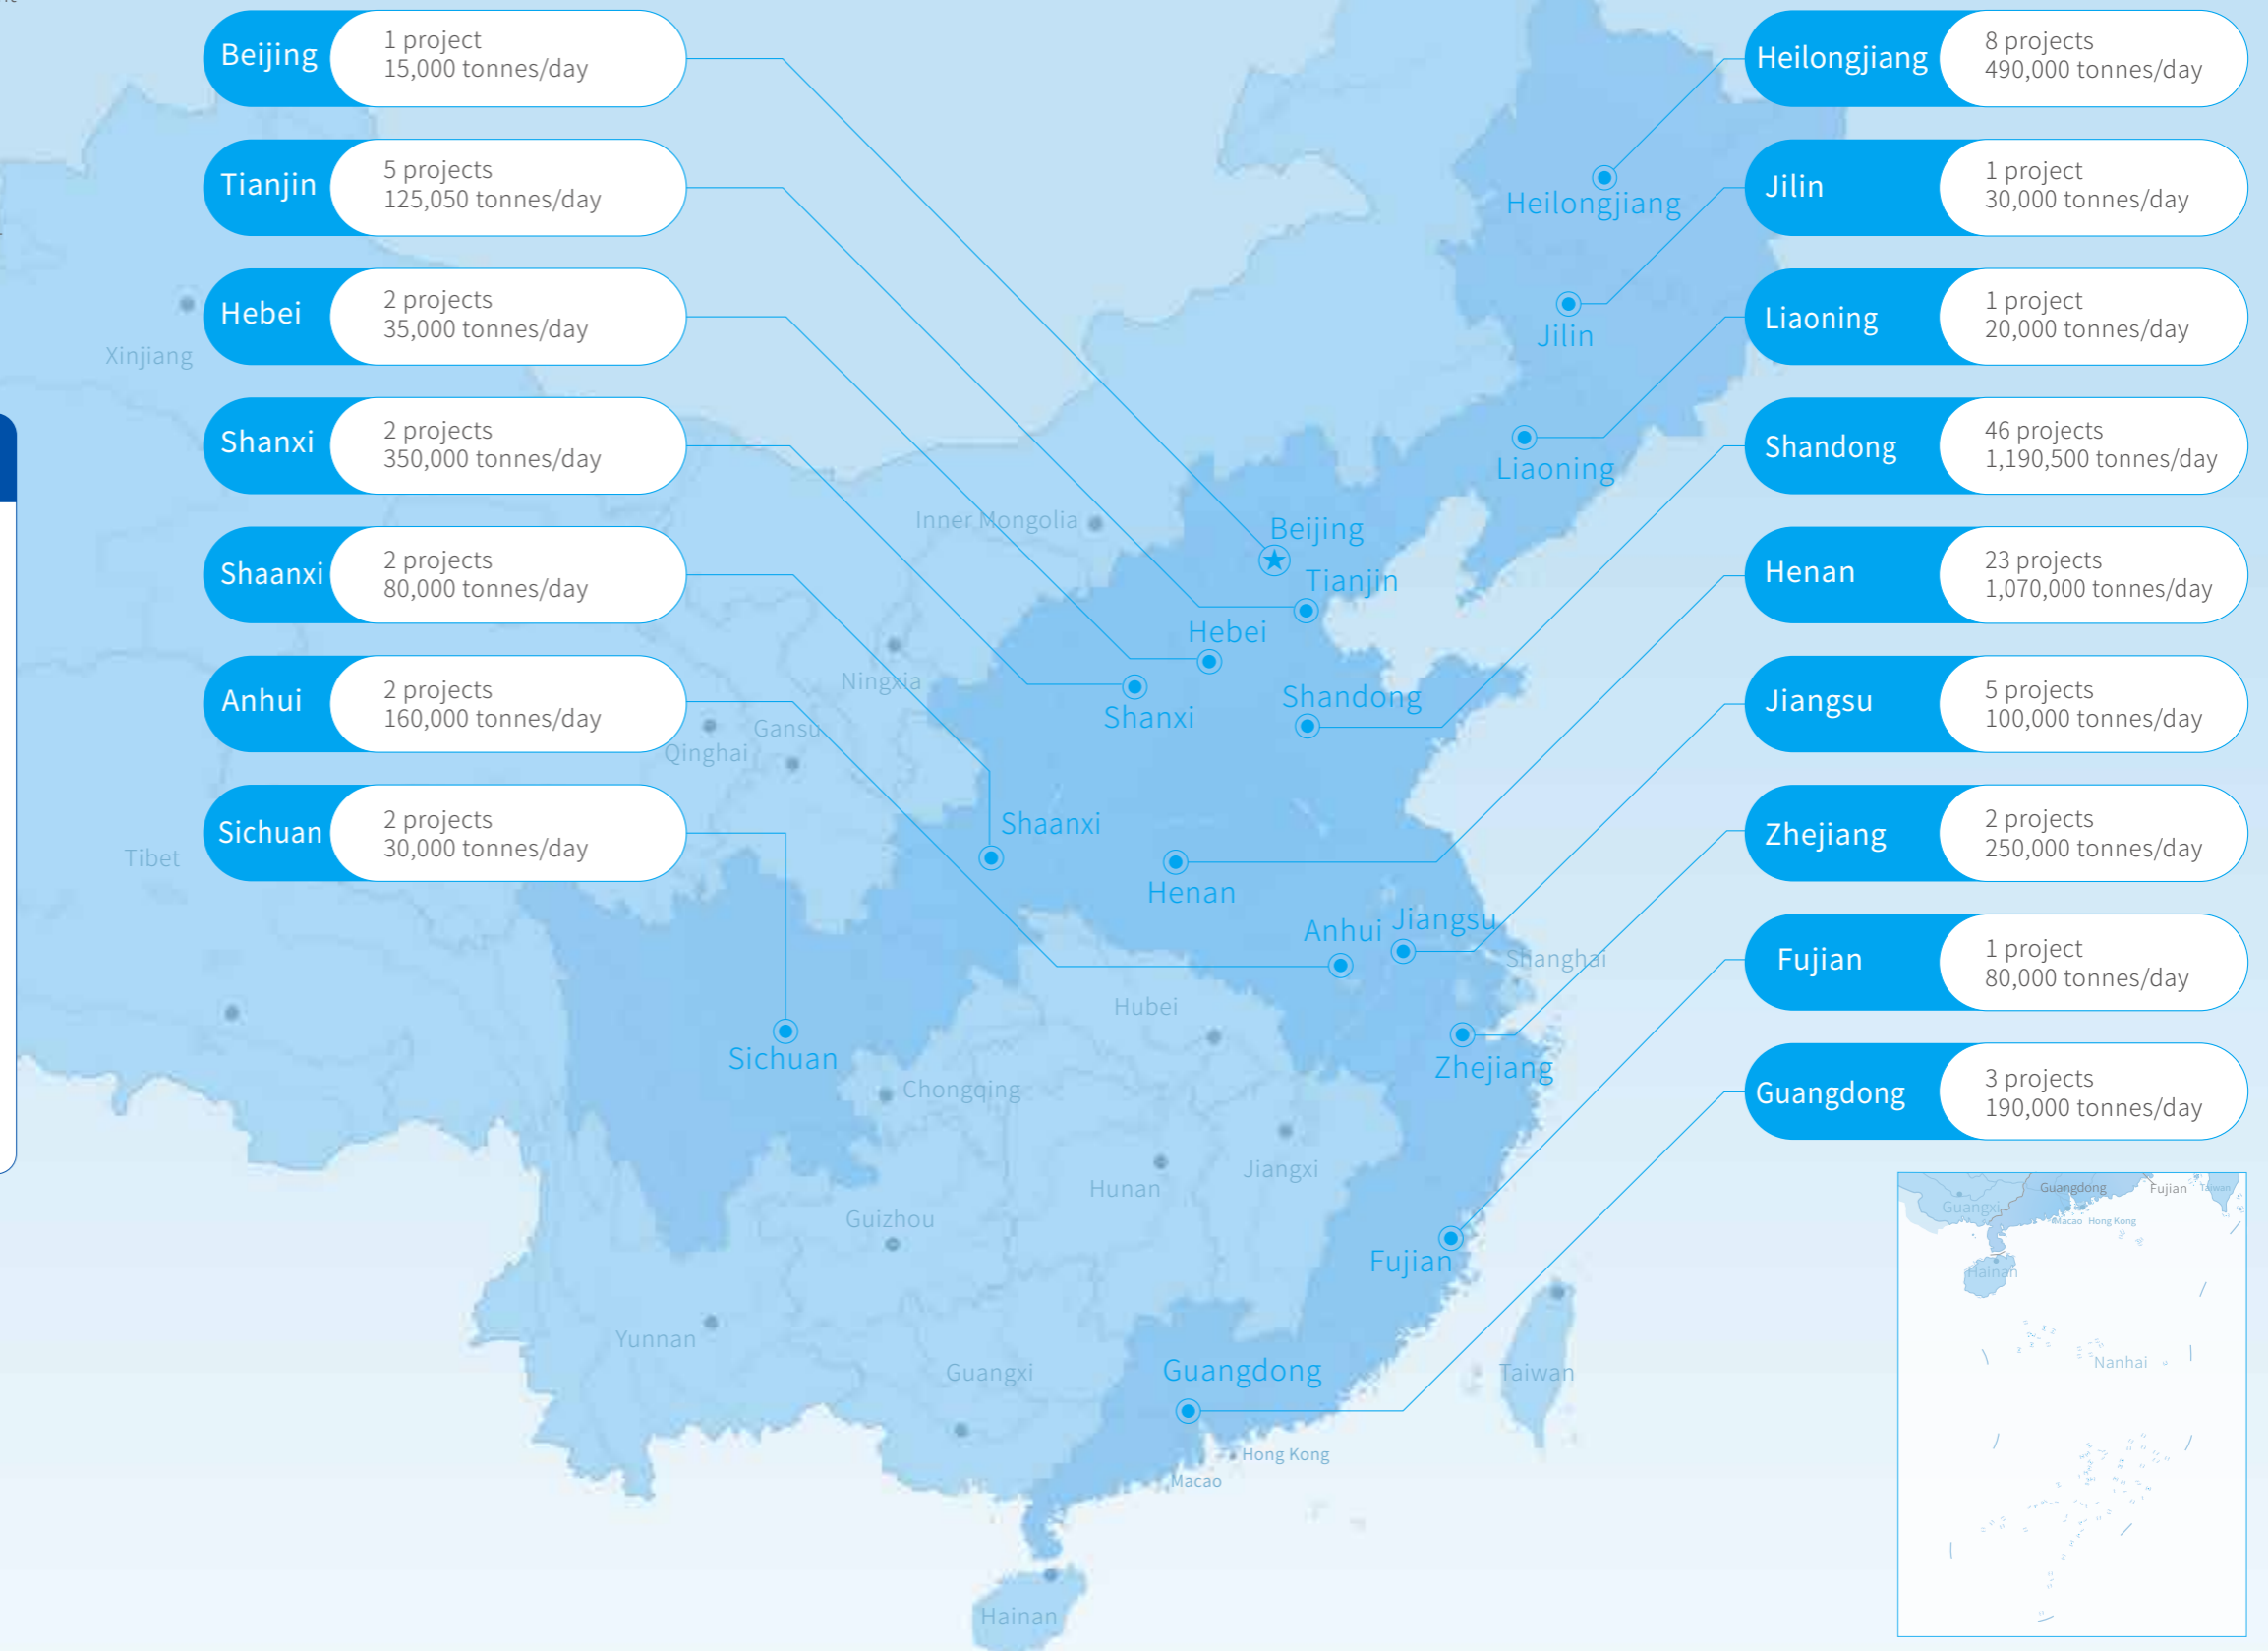 Beijing
1 project
15,000 tonnes/day
Tianjin
5 projects
125,050 tonnes/day
Hebei
2 projects
35,000 tonnes/day
Shanxi
2 projects
350,000 tonnes/day
Shaanxi
2 projects
80,000 tonnes/day
Anhui
2 projects
160,000 tonnes/day
Sichuan
2 projects
30,000 tonnes/day
Heilongjiang
8 projects
490,000 tonnes/day
Jilin
1 project
30,000 tonnes/day
Liaoning
1 project
20,000 tonnes/day
Shandong
46 projects
1,190,500 tonnes/day
Henan
23 projects
1,070,000 tonnes/day
Jiangsu
5 projects
100,000 tonnes/day
Zhejiang
2 projects
250,000 tonnes/day
Fujian
1 project
80,000 tonnes/day
Guangdong
3 projects
190,000 tonnes/day
Heilongjiang
Jilin
Xinjiang
Liaoning
Inner Mongolia
Beijing
Tianjin
Hebei
Ningxia
Shandong
Shanxi
Gansu
Qinghai
Shaanxi
Tibet
Henan
Anhui
Jiangsu
Shanghai
Hubei
Sichuan
Zhejiang
Chongqing
Jiangxi
Hunan
Guizhou
Fujian
Yunnan
Guangxi
Guangdong
Taiwan
Hong Kong
Macao
Hainan
Guangdong
Fujian
Taiwan
Guangxi
Macao
Hong Kong
Hainan
Nanhai